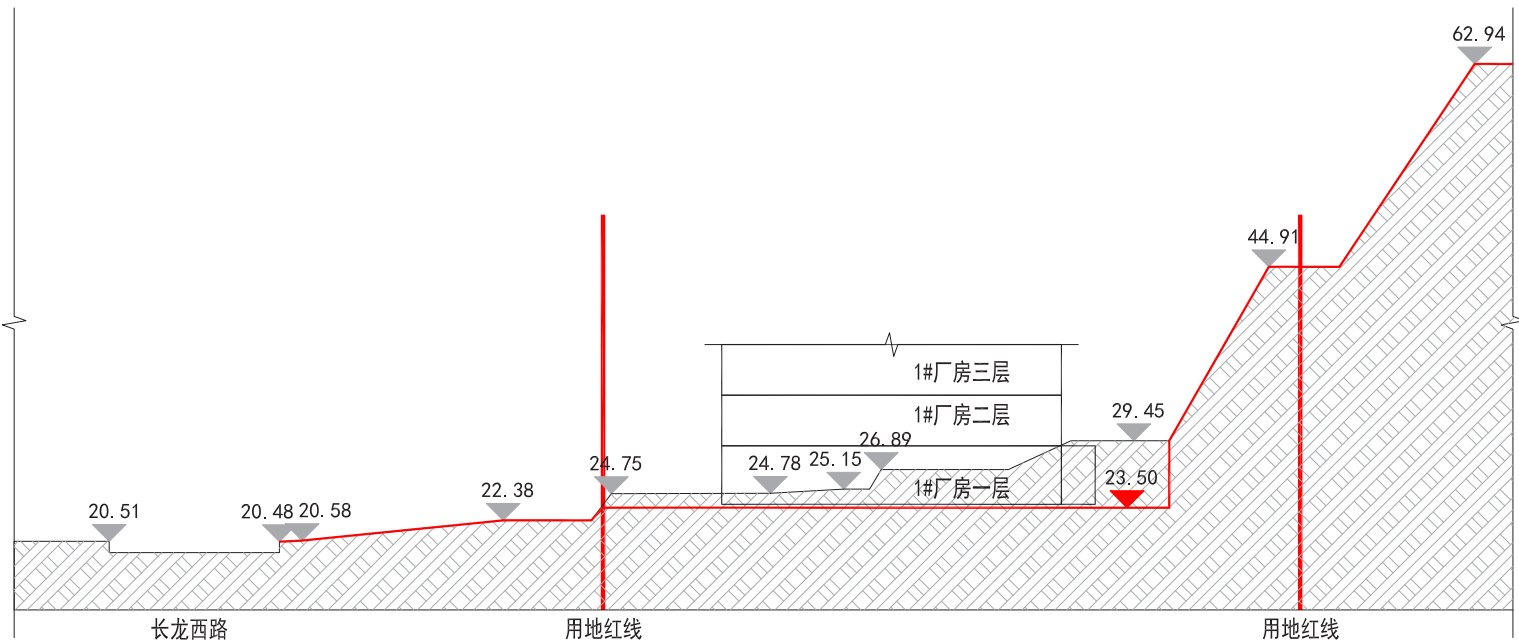 62.94
44.91
1#厂房三层
1#厂房二层
29.45
26.89
24.75
24.78
25.15
23.50
1#厂房一层
22.38
20.51
20.48
20.58
长龙西路
用地红线
用地红线